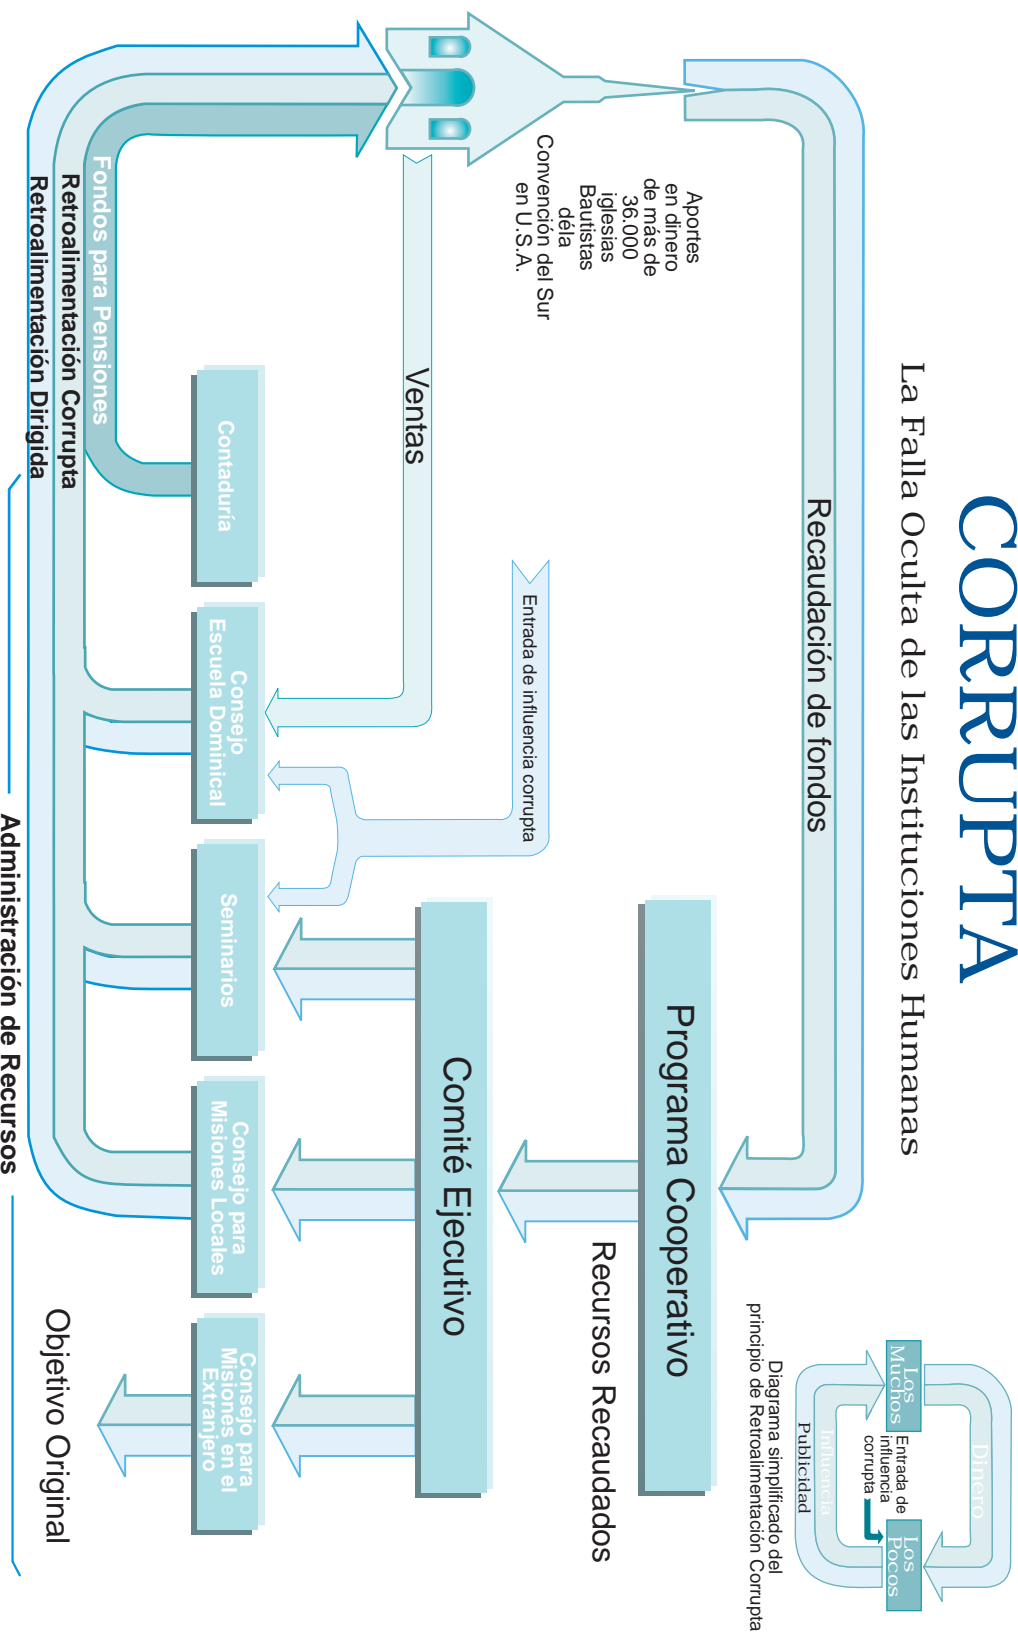 CORRUPTA
La Falla Oculta de las Instituciones Humanas
Dinero
Los
Muchos
Entrada de
influencia
corrupta
Los
Pocos
Influencia
Publicidad
Diagrama simplificado del
principio de Retroalimentación Corrupta
Recaudación de fondos
Aportes
en dinero
de más de
36.000
iglesias
Bautistas
déla
Convención del Sur
en U.S.A.
Programa Cooperativo
Recursos Recaudados
Entrada de influencia corrupta
Ventas
Comité Ejecutivo
Contaduría
Consejo
Escuela Dominical
Seminarios
Consejo para
Misiones Locales
Consejo para
Misiones en el
Extranjero
Fondos para Pensiones
Retroalimentación Corrupta
Retroalimentación Dirigida
Objetivo Original
Administración de Recursos